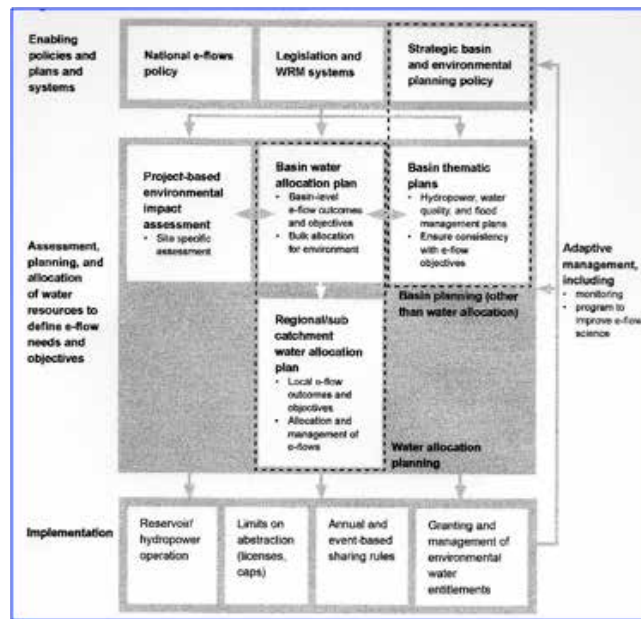 Enabling
policies and
plans and
systems
National e-flows
policy
Legislation and
WRM systems
Strategic basin
and environmental
planning policy
Assessment,
planning, and
allocation
of water
resources to
define e-flow
needs and
objectives
Project-based
environmental
impact
assessment
• Site specific
assessment
Basin water
allocation plan
• Basin-level
e-flow outcomes
and objectives
• Bulk allocation
for environment
Basin thematic
plans
• Hydropower, water
quality, and flood
management plans
• Ensure consistency
with e-flow
objectives
Basin planning (other
than water allocation)
Regional/sub
catchment
water allocation
plan
• Local e-flow
outcomes and
objectives
• Allocation and
management of
e-flows
Water allocation
planning
Adaptive
management,
including
• monitoring
• program to
improve e-flow
science
Implementation
Reservoir/
hydropower
operation
Limits on
abstraction
(licenses,
caps)
Annual and
event-based
sharing rules
Granting and
management of
environmental
water
entitlements